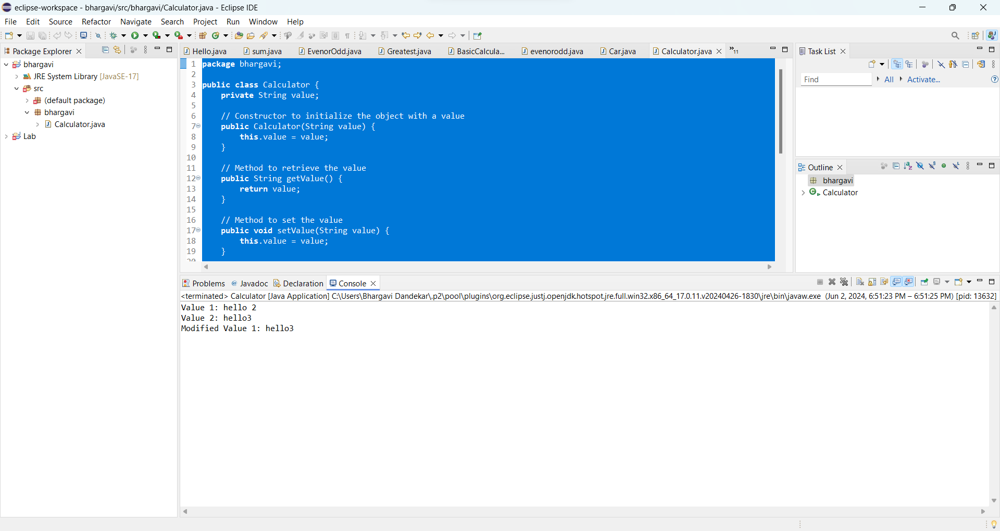 eclipse-workspace - bhargavi/src/bhargavi/Calculator.java - Eclipse IDE
File Edit Source Refactor Navigate Search Project Run Window Help
Package Explorer
bhargavi
JRE System Library [JavaSE-17]
src
(default package)
bhargavi
Calculator.java
Lab
Hello.java sum.java EvenorOdd.java Greatest.java BasicCalcula... evenorodd.java Car.java Calculator.java »11
1 package bhargavi;
2
3 public class Calculator {
4     private String value;
5
6     // Constructor to initialize the object with a value
7     public Calculator(String value) {
8         this.value = value;
9     }
10
11     // Method to retrieve the value
12     public String getValue() {
13         return value;
14     }
15
16     // Method to set the value
17     public void setValue(String value) {
18         this.value = value;
19     }
20
Task List
Find All Activate...
Outline
bhargavi
Calculator
Problems @ Javadoc Declaration Console
<terminated> Calculator [Java Application] C:\Users\Bhargavi Dandekar\.p2\pool\plugins\org.eclipse.justj.openjdk.hotspot.jre.full.win32.x86_64_17.0.11.v20240426-1830\jre\bin\javaw.exe (Jun 2, 2024, 6:51:23 PM – 6:51:25 PM) [pid: 13632]
Value 1: hello 2
Value 2: hello3
Modified Value 1: hello3